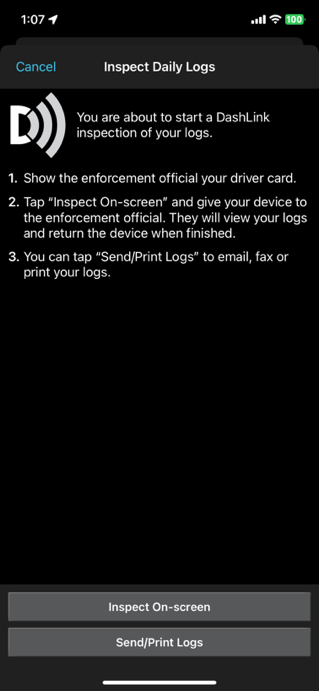 1:07
100
Cancel
Inspect Daily Logs
D
You are about to start a DashLink
inspection of your logs.
1. Show the enforcement official your driver card.
2. Tap “Inspect On-screen” and give your device to
the enforcement official. They will view your logs
and return the device when finished.
3. You can tap “Send/Print Logs” to email, fax or
print your logs.
Inspect On-screen
Send/Print Logs